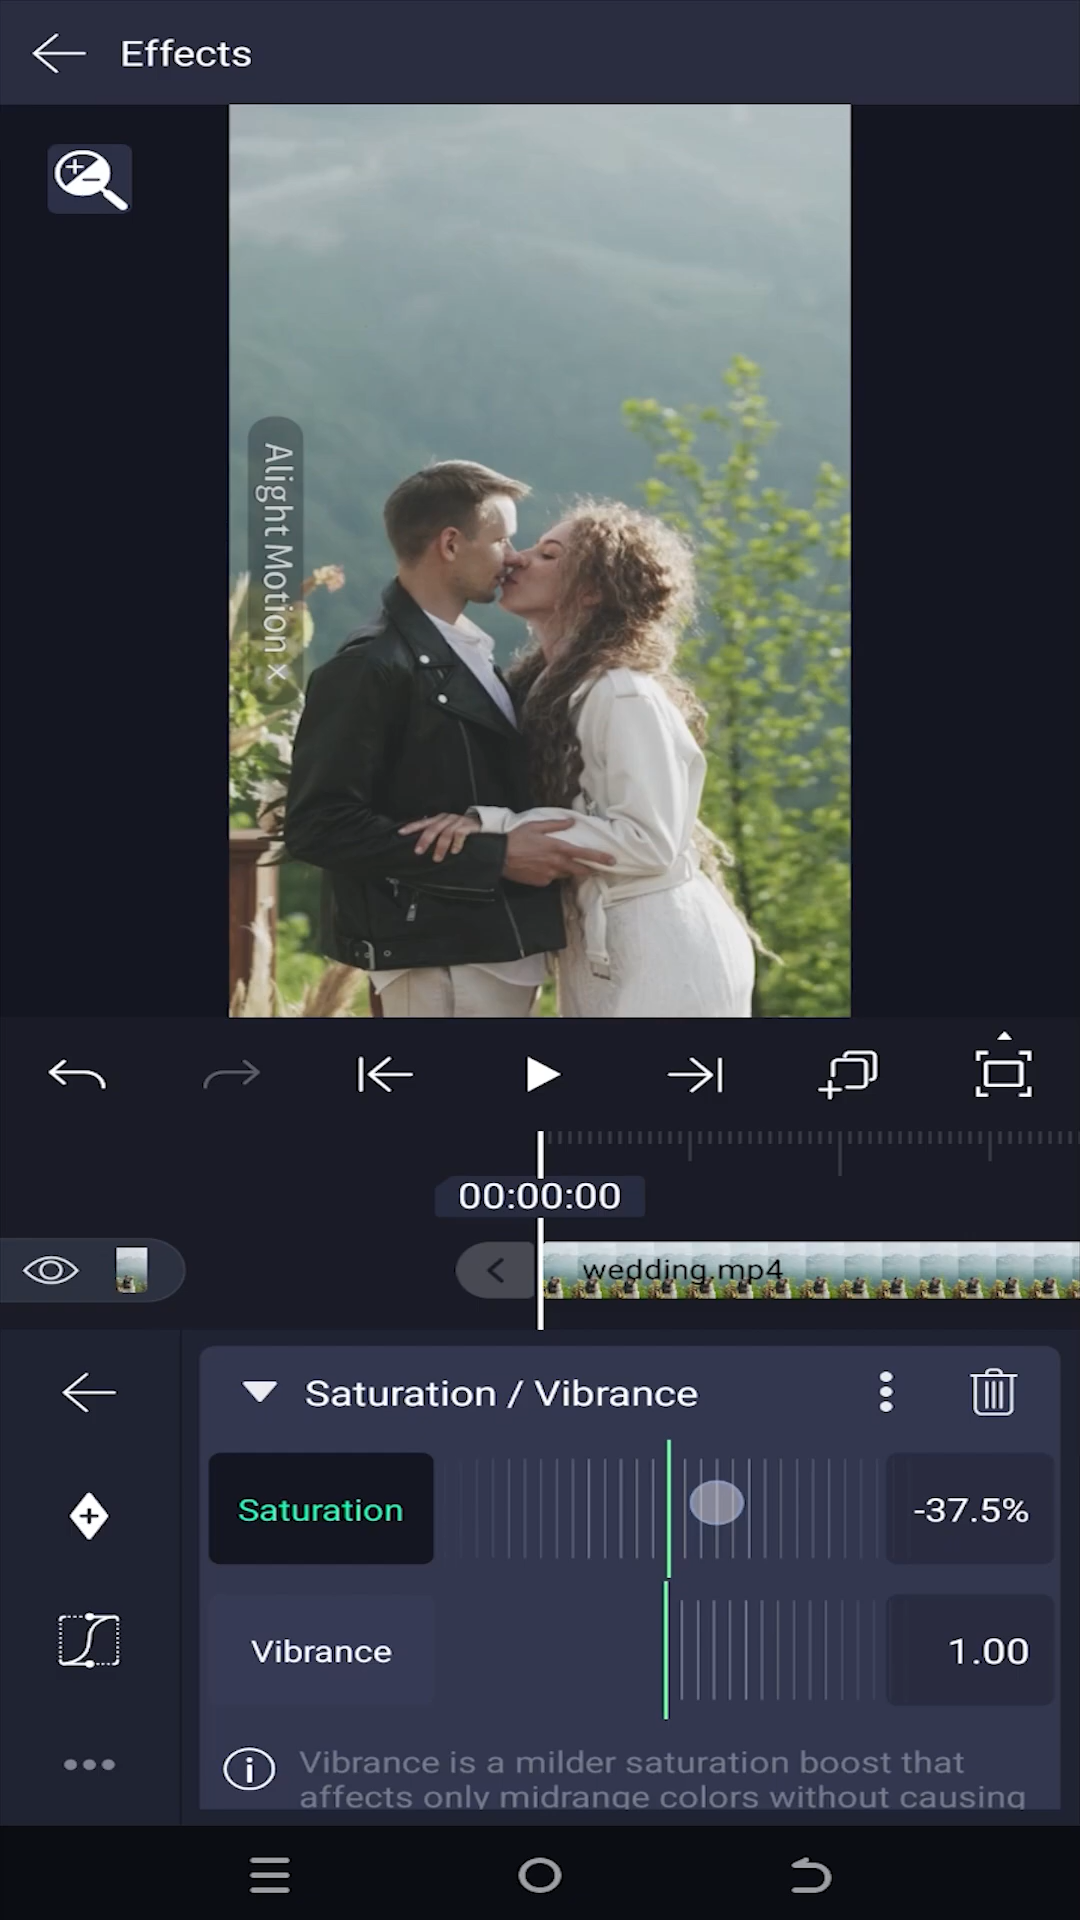 Effects
Alight Motion ×
00:00:00
wedding.mp4
Saturation / Vibrance
Saturation
-37.5%
Vibrance
1.00
Vibrance is a milder saturation boost that
affects only midrange colors without causing